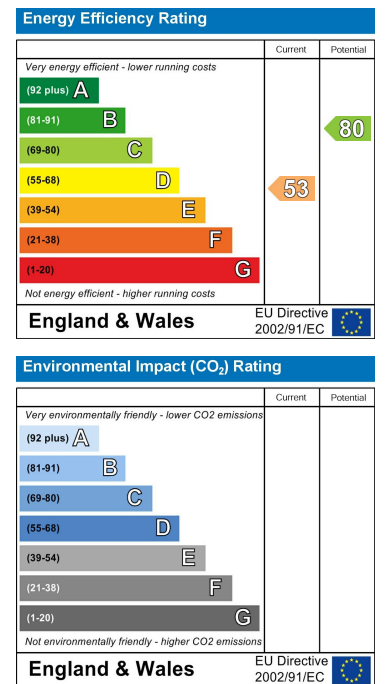 Energy Efficiency Rating
Current Potential
Very energy efficient - lower running costs
(92 plus) A
(81-91) B
(69-80) C
(55-68) D
(39-54) E
(21-38) F
(1-20) G
53
80
Not energy efficient - higher running costs
England & Wales
EU Directive
2002/91/EC
Environmental Impact (CO₂) Rating
Current Potential
Very environmentally friendly - lower CO2 emissions
(92 plus) A
(81-91) B
(69-80) C
(55-68) D
(39-54) E
(21-38) F
(1-20) G
Not environmentally friendly - higher CO2 emissions
England & Wales
EU Directive
2002/91/EC